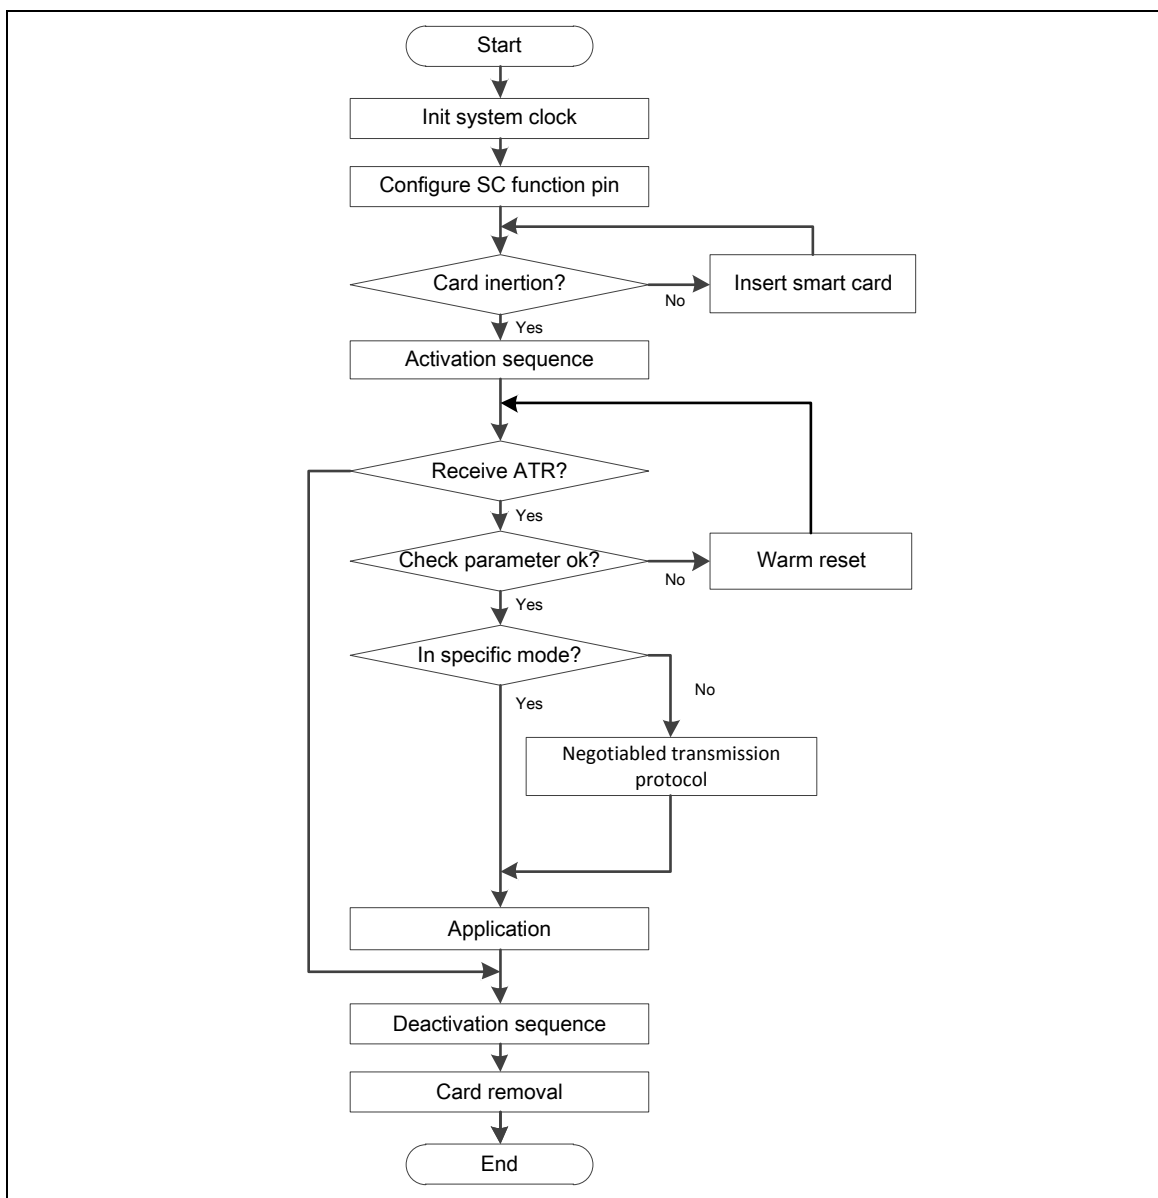 Start
Init system clock
Configure SC function pin
Card inertion?
No
Insert smart card
Yes
Activation sequence
Receive ATR?
Yes
Check parameter ok?
No
Warm reset
Yes
In specific mode?
No
Yes
Negotiabled transmission
protocol
Application
Deactivation sequence
Card removal
End